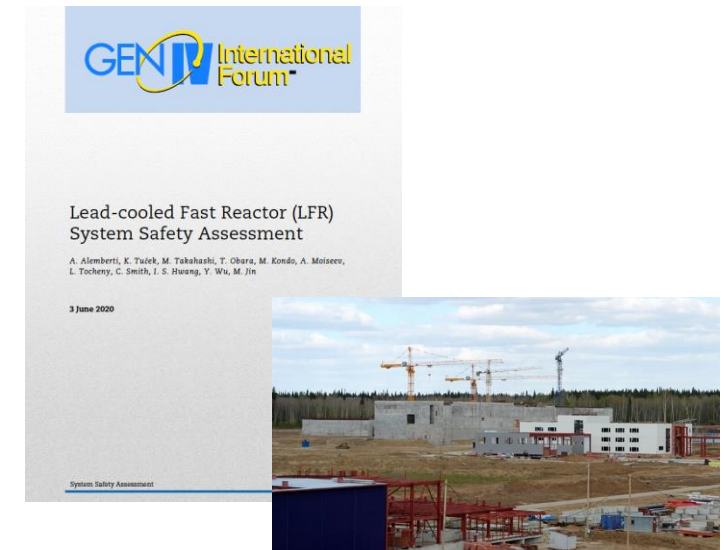 GEN IV International
Forum™
Lead-cooled Fast Reactor (LFR)
System Safety Assessment
A. Alemberti, K. Tuček, M. Takahashi, T. Obara, M. Kondo, A. Moiseev,
L. Tocheny, C. Smith, I. S. Hwang, Y. Wu, M. Jin
3 June 2020
System Safety Assessment